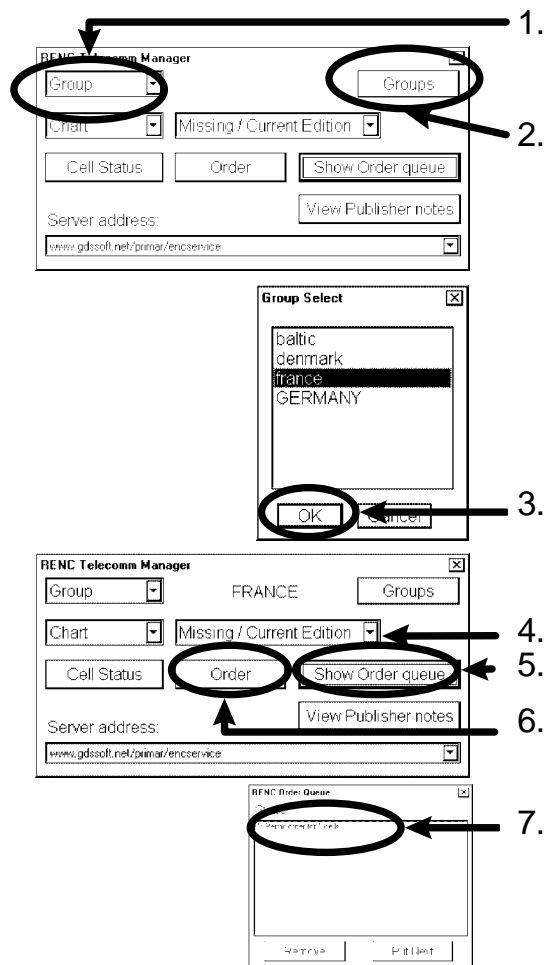 1.
RENC Telecomm Manager
Group
Groups
2.
Chart
Missing / Current Edition
Cell Status
Order
Show Order queue
View Publisher notes
Server address:
www.gdssoft.net/primar/encservice
Group Select
baltic
denmark
france
GERMANY
3.
OK
Cancel
RENC Telecomm Manager
Group
FRANCE
Groups
4.
Chart
Missing / Current Edition
5.
Cell Status
Order
Show Order queue
6.
View Publisher notes
Server address:
www.gdssoft.net/primar/encservice
RENC Order Queue
7.
Remove
Put Next